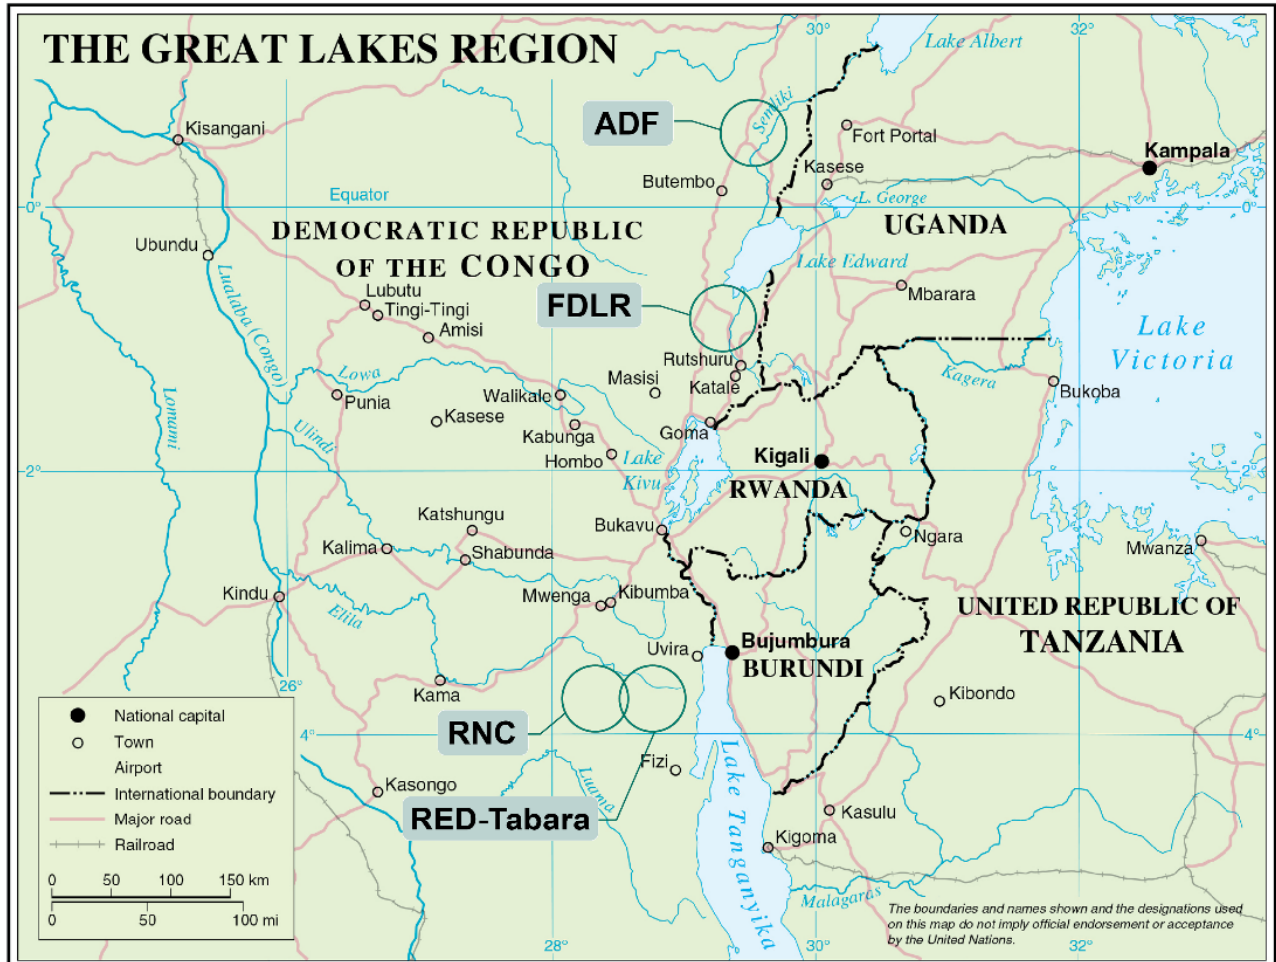 THE GREAT LAKES REGION
30°
32°
Lake Albert
ADF
Semliki
Kisangani
Fort Portal
Kampala
Kasese
Butembo
Equator
L. George
0°
0°
UGANDA
DEMOCRATIC REPUBLIC
OF THE CONGO
Ubundu
Lake Edward
Lualaba (Congo)
Lubutu
Tingi-Tingi
Amisi
FDLR
Mbarara
Lake
Victoria
Rutshuru
Katale
Masisi
Lowa
Walikale
Kagera
Bukoba
Punia
Kasese
Lomami
Ulindi
Kabunga
Goma
Hombo
Lake
Kivu
Kigali
RWANDA
2°
2°
Katshungu
Bukavu
Ngara
Kalima
Shabunda
Mwanza
Kindu
Elila
Mwenga
Kibumba
UNITED REPUBLIC OF
TANZANIA
Uvira
Bujumbura
BURUNDI
26°
Kama
Kibondo
RNC
4°
4°
Fizi
Luama
Lake Tanganyika
Kasongo
RED-Tabara
Kasulu
Kigoma
Malagaras
National capital
Town
Airport
International boundary
Major road
Railroad
0 50 100 150 km
0 50 100 mi
28°
30°
32°
The boundaries and names shown and the designations used
on this map do not imply official endorsement or acceptance
by the United Nations.